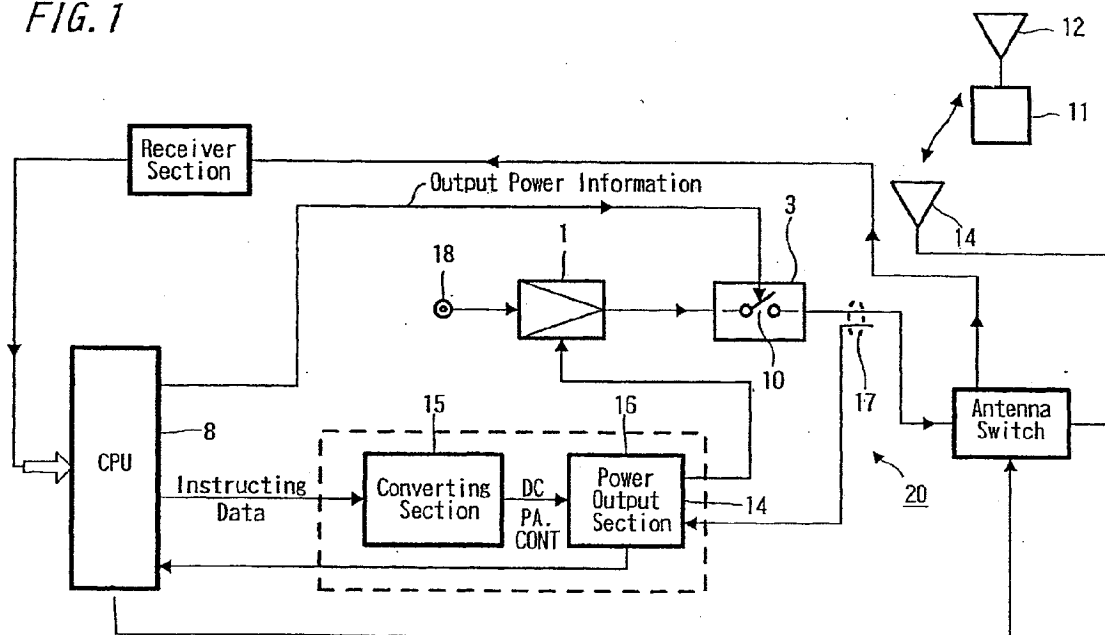 FIG. 1
12
11
Receiver
Section
Output Power Information
14
3
1
18
10
17
Antenna
Switch
20
8
CPU
15
16
Instructing
Data
Converting
Section
DC
PA.
CONT
Power
Output
Section
14